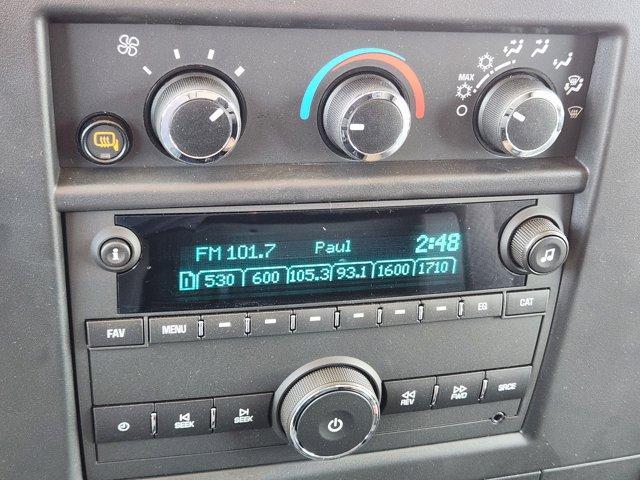 MAX
FM 101.7 Paul 2:48
1 530 600 105.3 93.1 1600 1710
FAV MENU EQ CAT
SEEK SEEK REV FWD SRCE